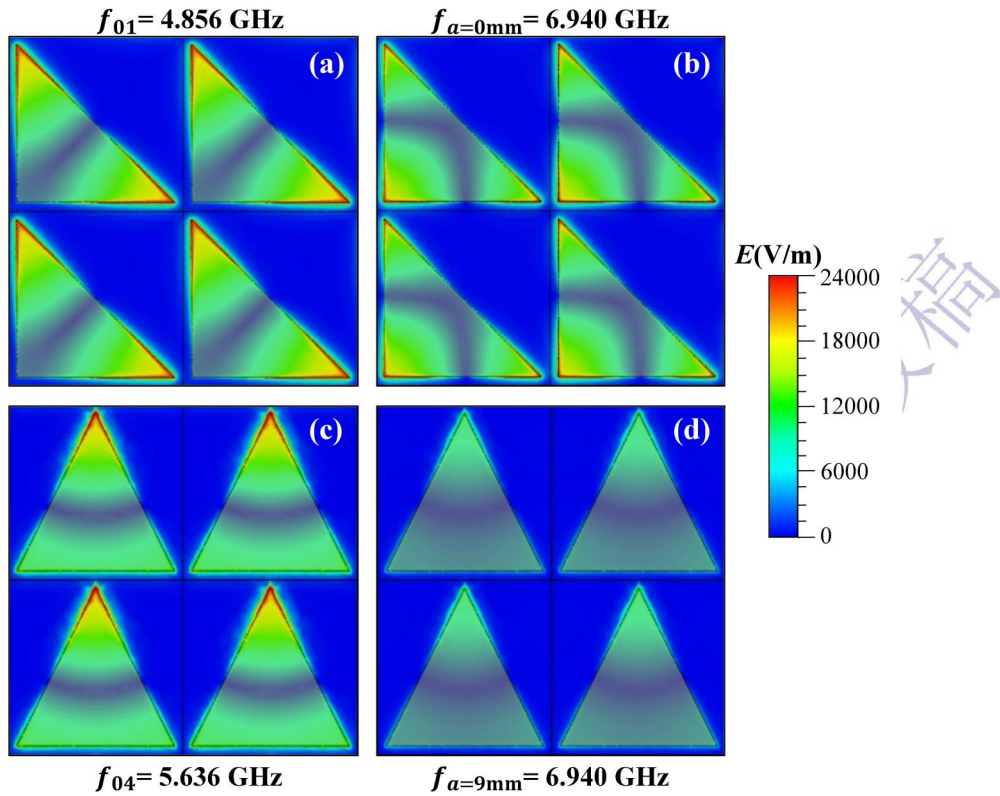 f₀₁= 4.856 GHz
fₐ₌₀ₘₘ= 6.940 GHz
(a)
(b)
E(V/m)
24000
18000
12000
6000
0
稿
(c)
(d)
f₀₄= 5.636 GHz
fₐ₌₉ₘₘ= 6.940 GHz